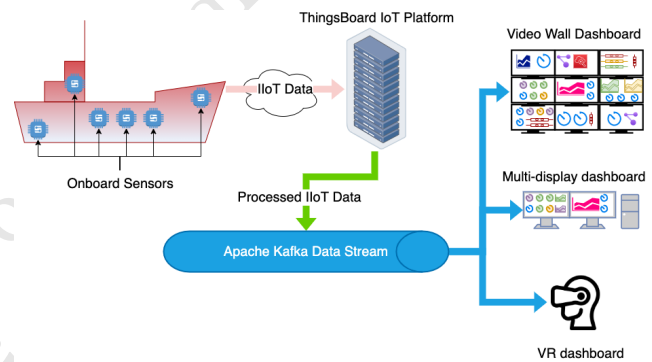 ThingsBoard IoT Platform
Video Wall Dashboard
IIoT Data
Onboard Sensors
Multi-display dashboard
Processed IIoT Data
Apache Kafka Data Stream
VR dashboard